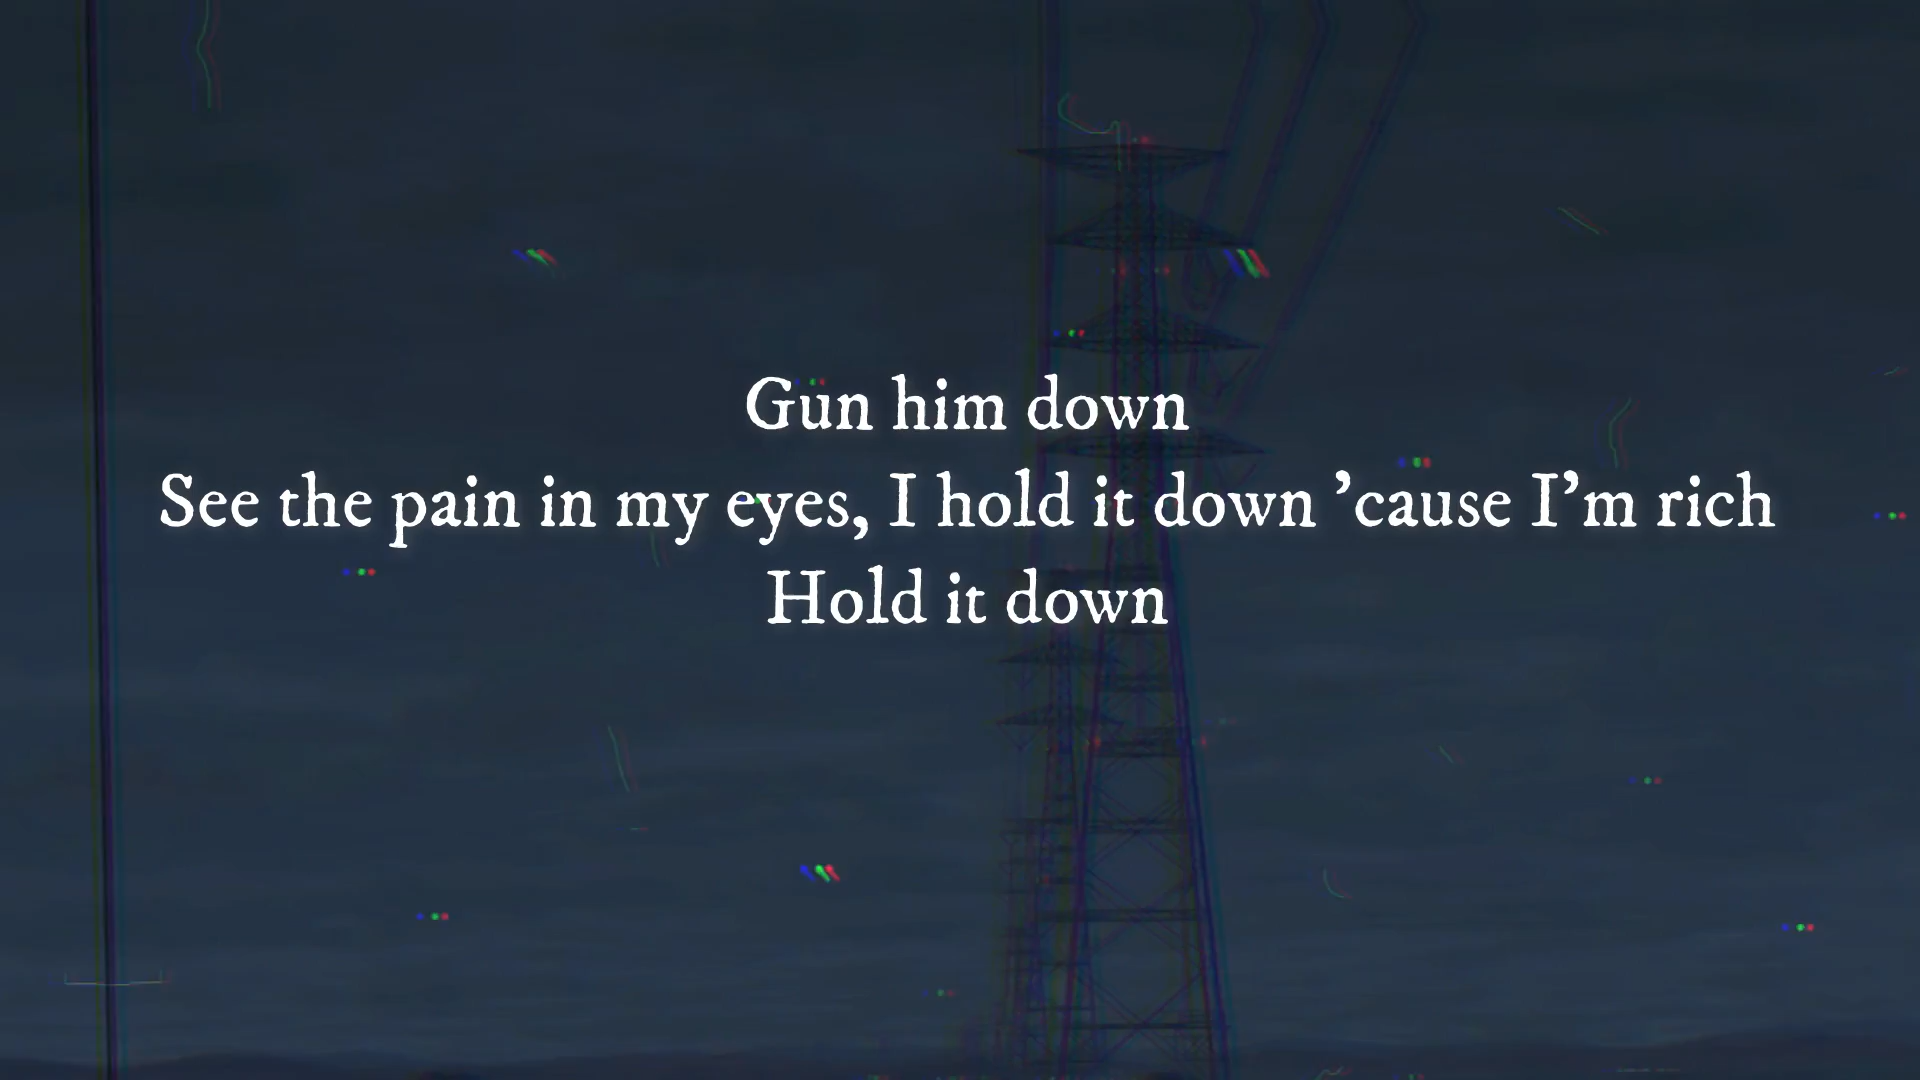 Gun him down
See the pain in my eyes, I hold it down ’cause I’m rich
Hold it down